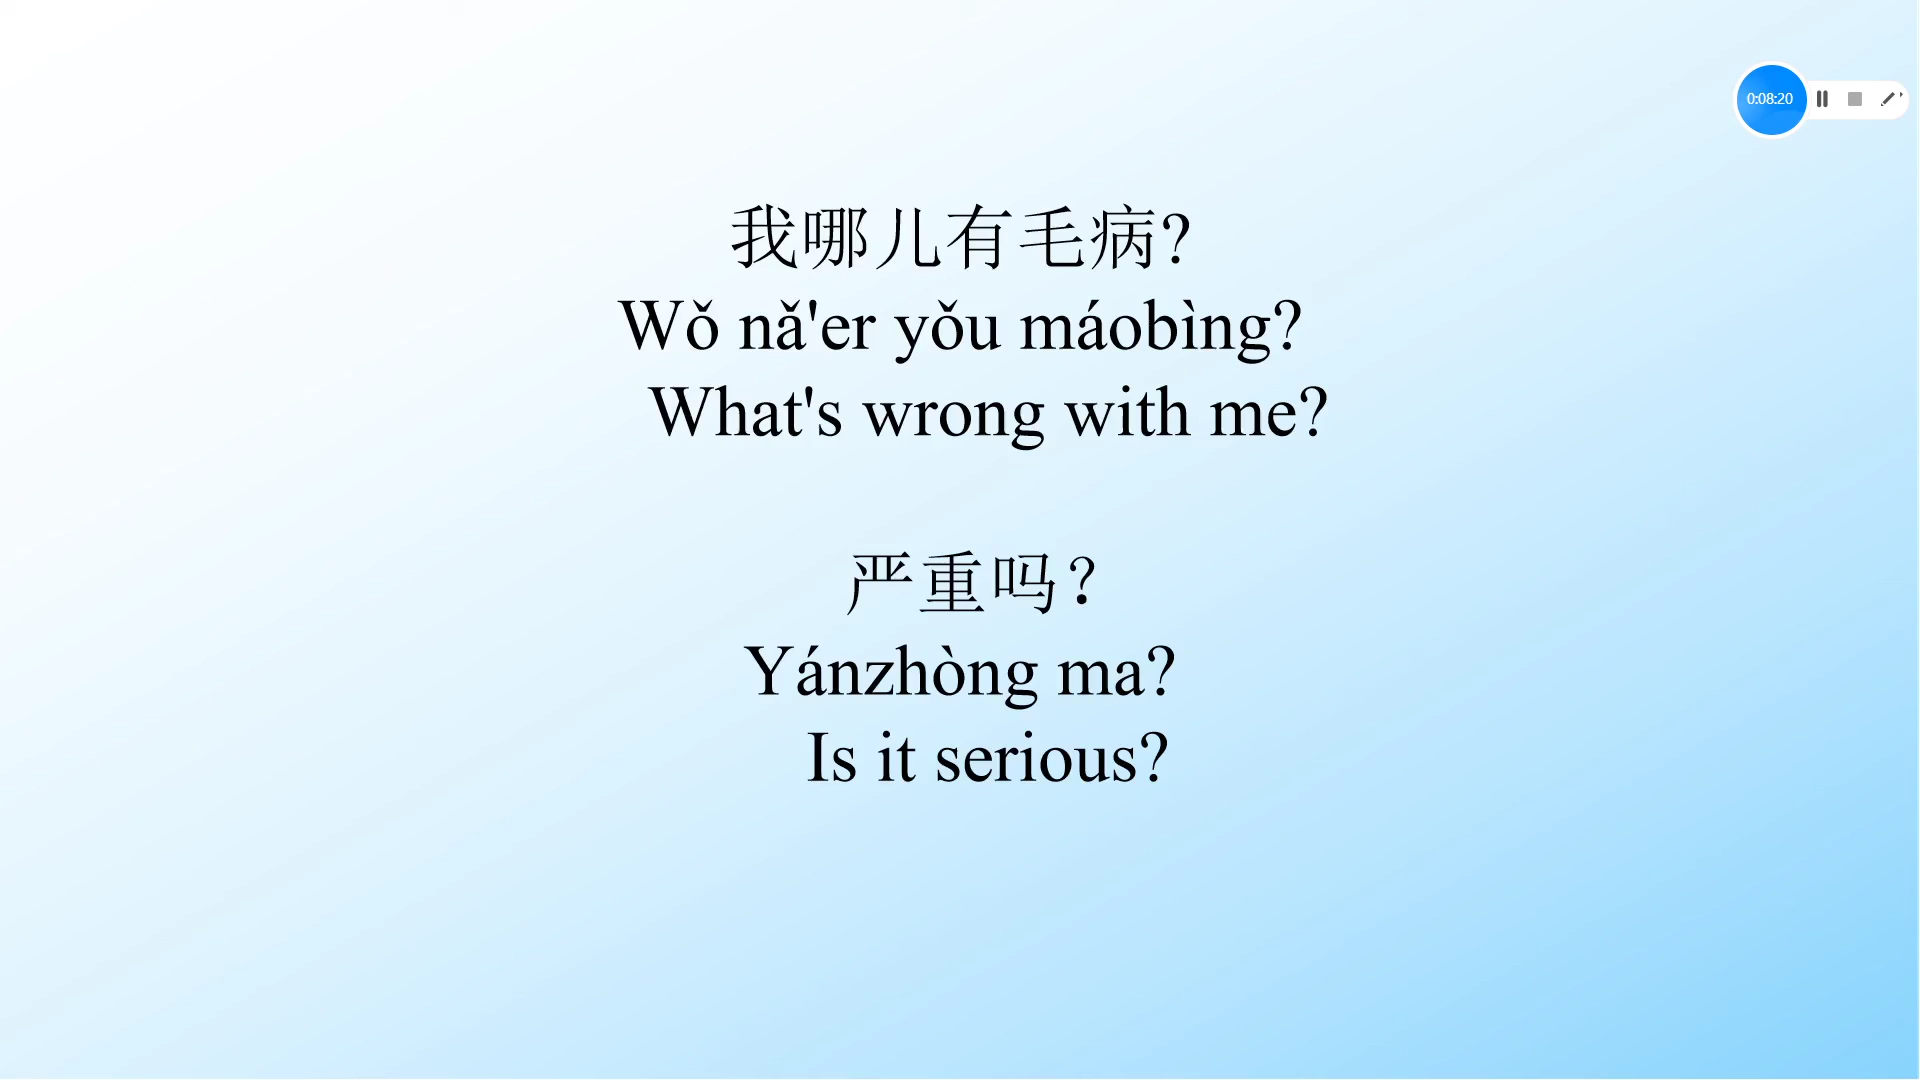 0:08:20
我哪儿有毛病?
Wǒ nǎ'er yǒu máobìng?
What's wrong with me?
严重吗？
Yánzhòng ma?
Is it serious?